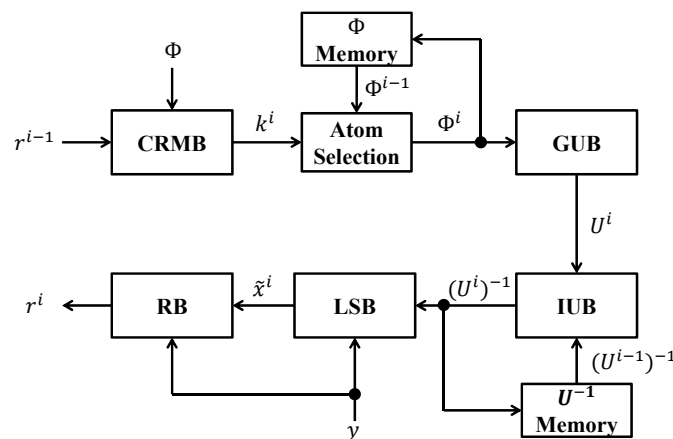 Φ
Φ
Memory
Φ^{i−1}
r^{i−1}
CRMB
k^i
Atom
Selection
Φ^i
GUB
U^i
r^i
RB
x̃^i
LSB
(U^i)^{−1}
IUB
(U^{i−1})^{−1}
U^{−1}
Memory
y